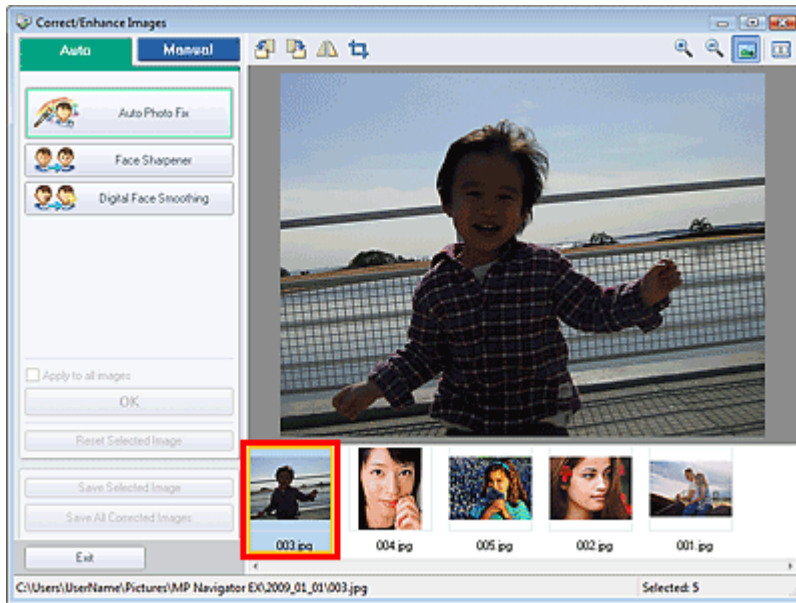 Correct/Enhance Images
Auto
Manual
Auto Photo Fix
Face Sharpener
Digital Face Smoothing
Apply to all images
OK
Reset Selected Image
Save Selected Image
Save All Corrected Images
Exit
003.jpg
004.jpg
005.jpg
002.jpg
001.jpg
C:\Users\UserName\Pictures\MP Navigator EX\2009_01_01\003.jpg
Selected: 5